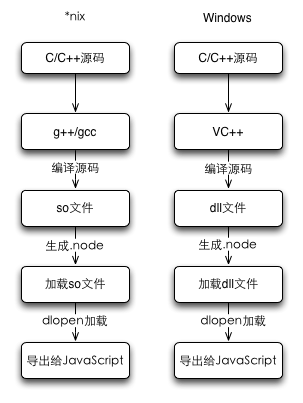 *nix
C/C++源码
g++/gcc
编译源码
so文件
生成.node
加载so文件
dlopen加载
导出给JavaScript
Windows
C/C++源码
VC++
编译源码
dll文件
生成.node
加载dll文件
dlopen加载
导出给JavaScript